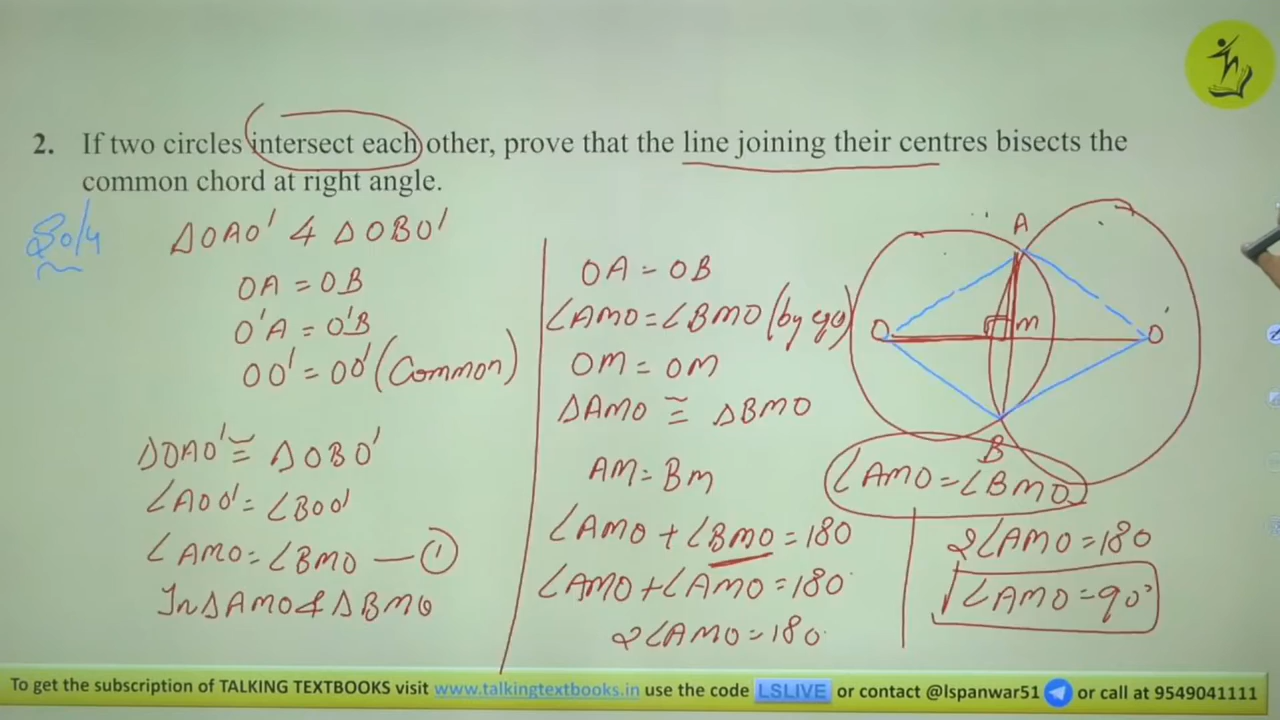 2. If two circles intersect each other, prove that the line joining their centres bisects the
common chord at right angle.
Soln
△OAO' & △OBO'
OA = OB
O'A = O'B
OO' = OO' (Common)
△OAO' ≅ △OBO'
∠AOO' = ∠BOO'
∠AMO = ∠BMO — ①
In △AMO & △BMO
OA = OB
∠AMO = ∠BMO (by eq ①)
OM = OM
△AMO ≅ △BMO
AM = BM
∠AMO + ∠BMO = 180
∠AMO + ∠AMO = 180
2∠AMO = 180
A
O
M
O'
B
∠AMO = ∠BMO
2∠AMO = 180
∠AMO = 90°
To get the subscription of TALKING TEXTBOOKS visit www.talkingtextbooks.in use the code LSLIVE or contact @lspanwar51 or call at 9549041111